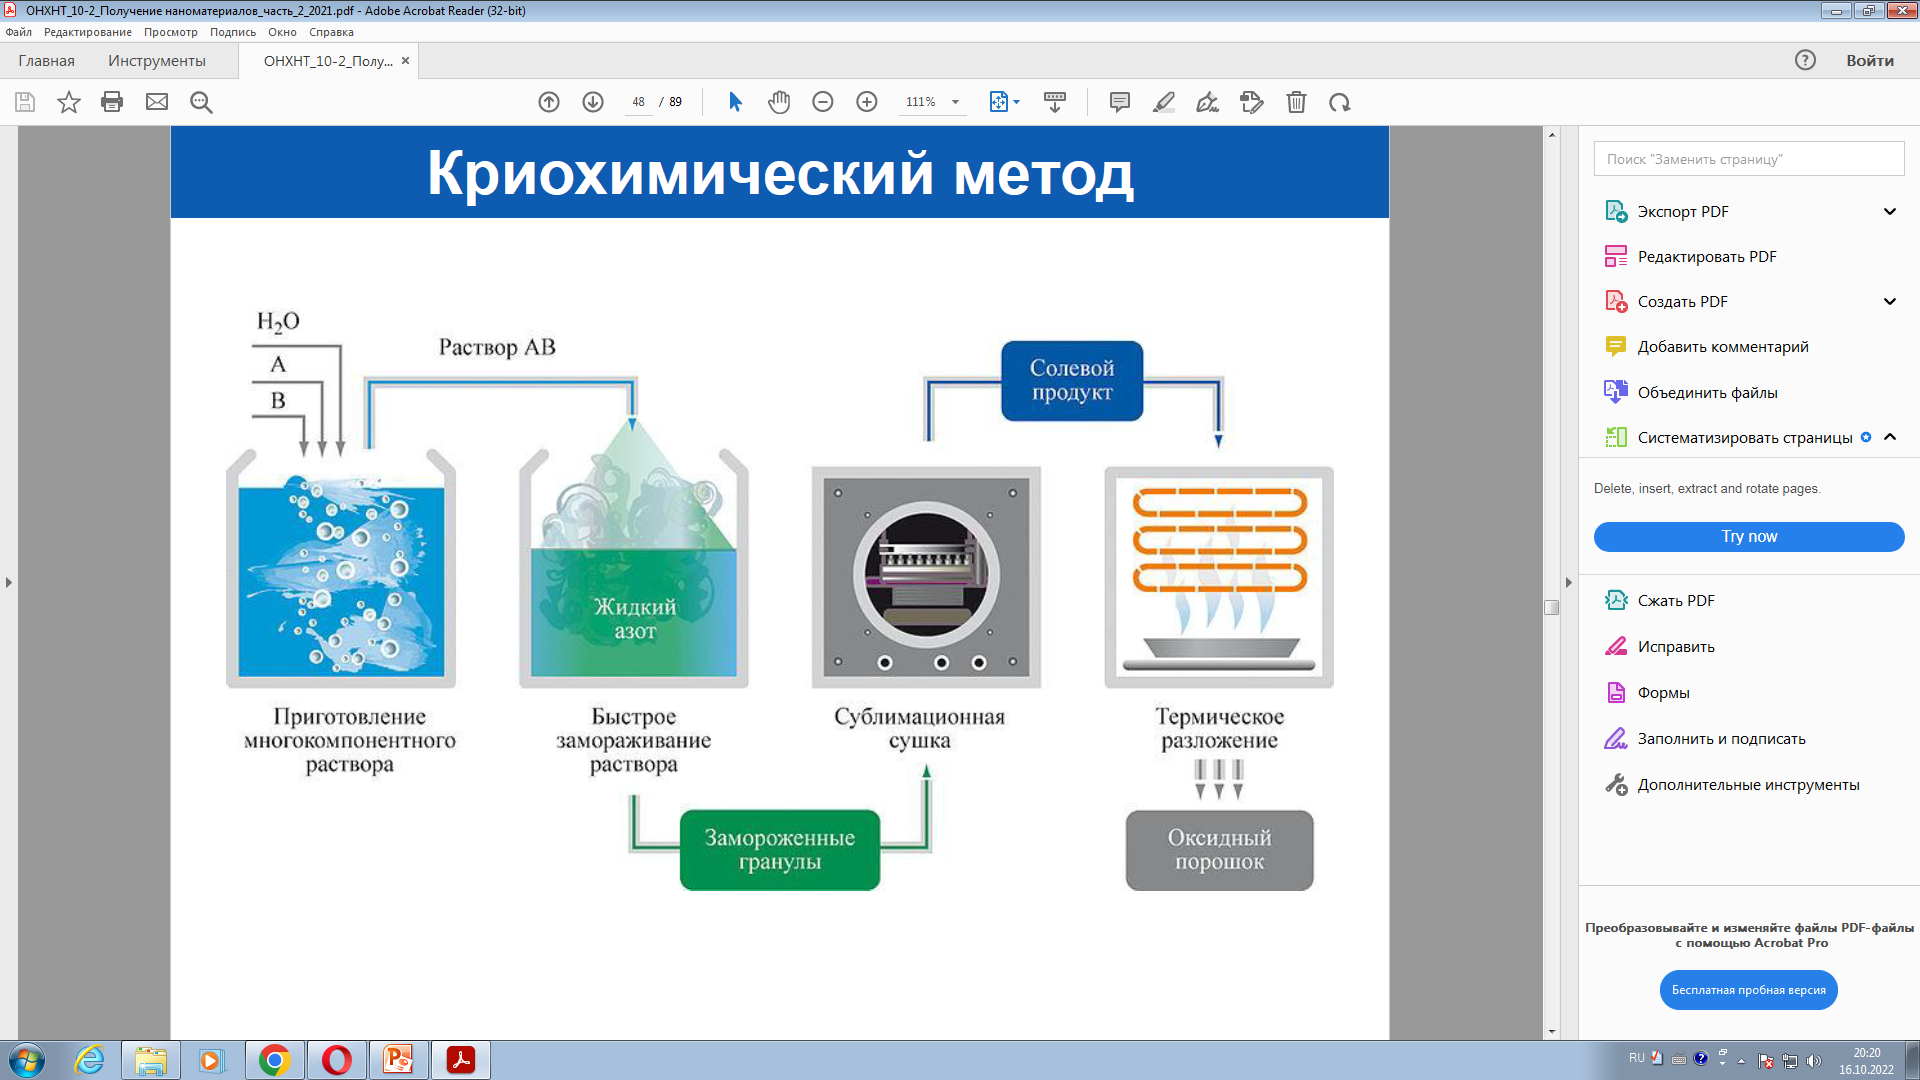 ОНХНТ_10-2_Получение наноматериалов_часть_2_2021.pdf - Adobe Acrobat Reader (32-bit)
Файл Редактирование Просмотр Подпись Окно Справка
Главная Инструменты ОНХНТ_10-2_Полу... × Войти
48 / 89 111%
Криохимический метод
H2O
A
B
Раствор AB
Солевой
продукт
Жидкий
азот
Приготовление
многокомпонентного
раствора
Быстрое
замораживание
раствора
Сублимационная
сушка
Термическое
разложение
Замороженные
гранулы
Оксидный
порошок
Поиск "Заменить страницу"
Экспорт PDF
Редактировать PDF
Создать PDF
Добавить комментарий
Объединить файлы
Систематизировать страницы
Delete, insert, extract and rotate pages.
Try now
Сжать PDF
Исправить
Формы
Заполнить и подписать
Дополнительные инструменты
Преобразовывайте и изменяйте файлы PDF-файлы
с помощью Acrobat Pro
Бесплатная пробная версия
RU
20:20
16.10.2022